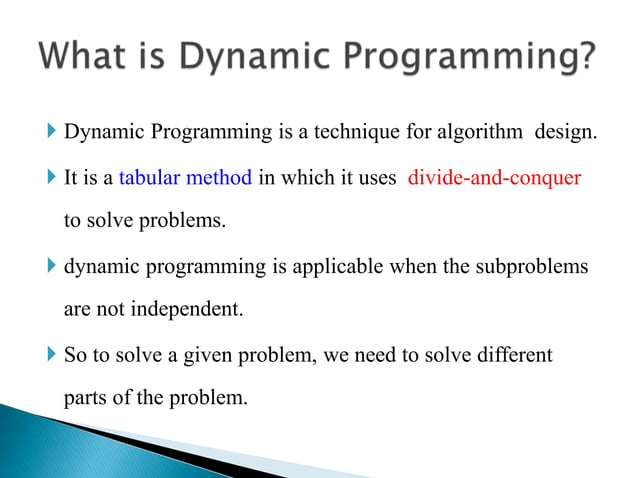 What is Dynamic Programming?
Dynamic Programming is a technique for algorithm design.
It is a tabular method in which it uses divide-and-conquer
to solve problems.
dynamic programming is applicable when the subproblems
are not independent.
So to solve a given problem, we need to solve different
parts of the problem.